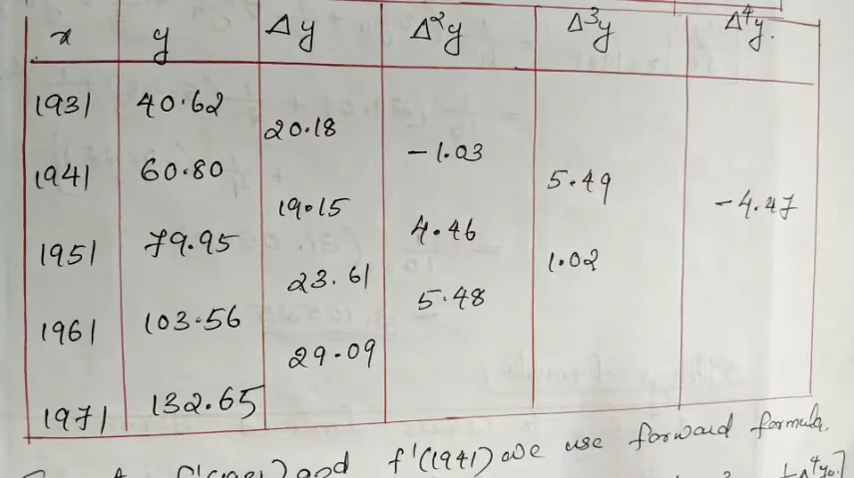 x y Δy Δ²y Δ³y Δ⁴y.
1931 40.62
20.18
-1.03
1941 60.80 5.49
19.15 -4.47
4.46
1951 79.95 1.02
23.61
5.48
1961 103.56
29.09
1971 132.65
and f'(1941) we use forward formula.